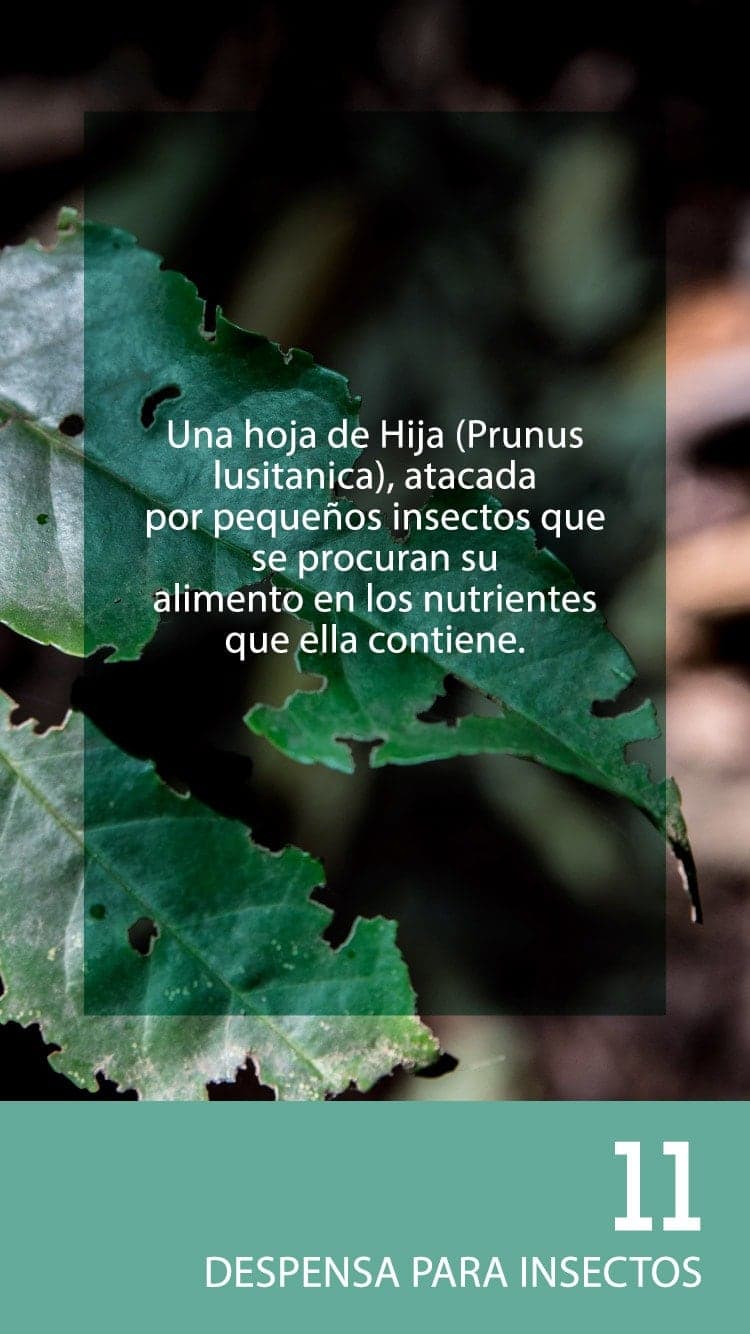 Una hoja de Hija (Prunus
lusitanica), atacada
por pequeños insectos que
se procuran su
alimento en los nutrientes
que ella contiene.
11
DESPENSA PARA INSECTOS